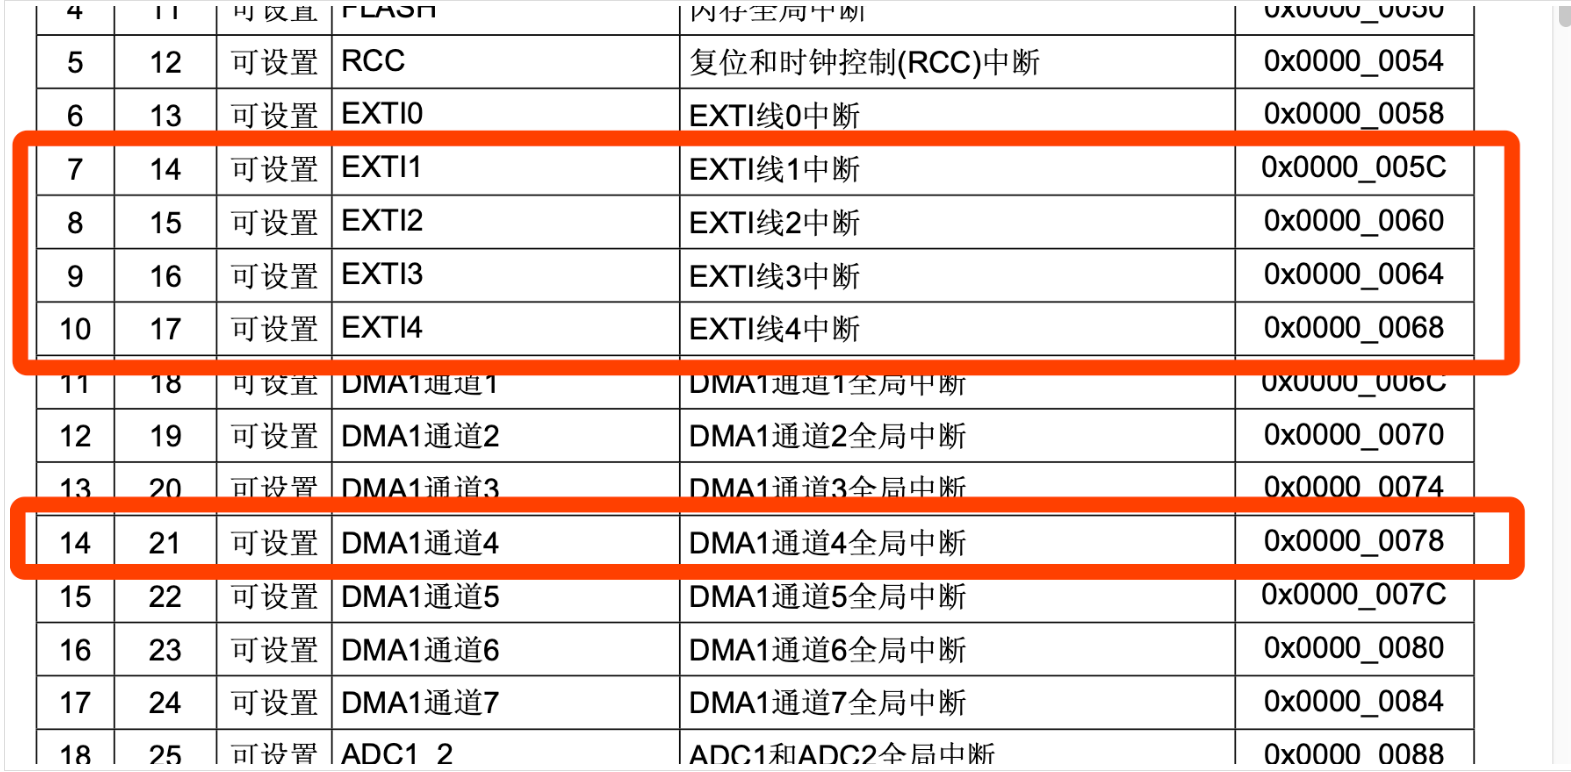 4 11 可设置 FLASH 闪存全局中断 0x0000_0050
5 12 可设置 RCC 复位和时钟控制(RCC)中断 0x0000_0054
6 13 可设置 EXTI0 EXTI线0中断 0x0000_0058
7 14 可设置 EXTI1 EXTI线1中断 0x0000_005C
8 15 可设置 EXTI2 EXTI线2中断 0x0000_0060
9 16 可设置 EXTI3 EXTI线3中断 0x0000_0064
10 17 可设置 EXTI4 EXTI线4中断 0x0000_0068
11 18 可设置 DMA1通道1 DMA1通道1全局中断 0x0000_006C
12 19 可设置 DMA1通道2 DMA1通道2全局中断 0x0000_0070
13 20 可设置 DMA1通道3 DMA1通道3全局中断 0x0000_0074
14 21 可设置 DMA1通道4 DMA1通道4全局中断 0x0000_0078
15 22 可设置 DMA1通道5 DMA1通道5全局中断 0x0000_007C
16 23 可设置 DMA1通道6 DMA1通道6全局中断 0x0000_0080
17 24 可设置 DMA1通道7 DMA1通道7全局中断 0x0000_0084
18 25 可设置 ADC1_2 ADC1和ADC2全局中断 0x0000_0088